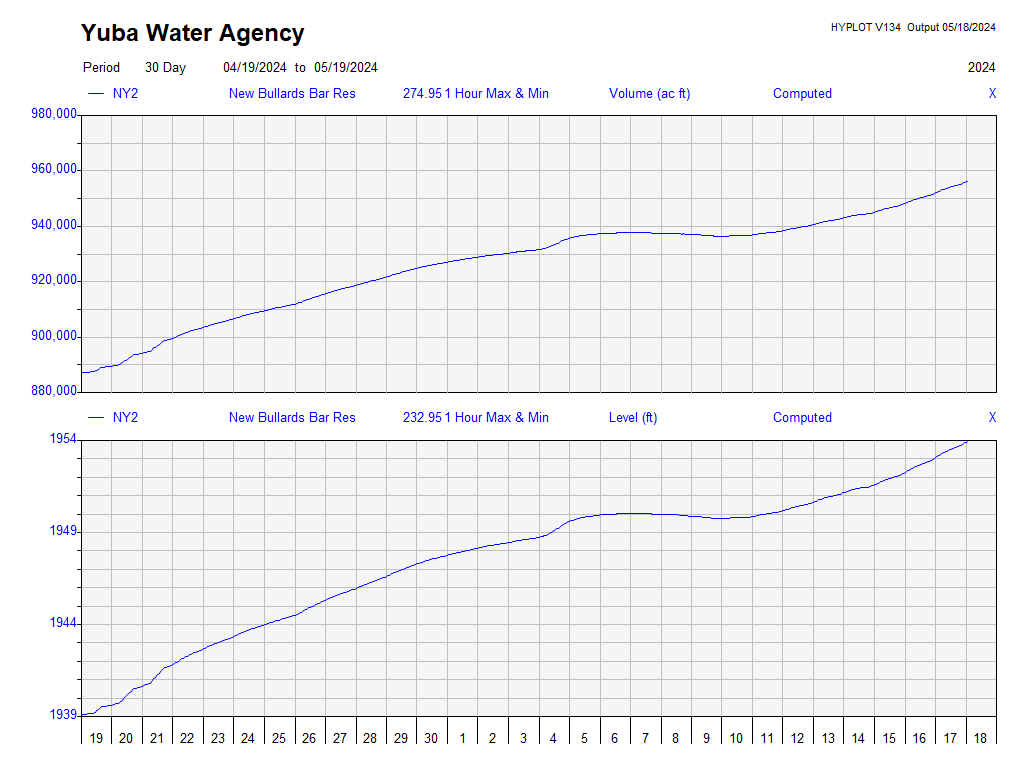 Yuba Water Agency
HYPLOT V134 Output 05/18/2024
Period 30 Day 04/19/2024 to 05/19/2024 2024
NY2 New Bullards Bar Res 274.95 1 Hour Max & Min Volume (ac ft) Computed X
980,000
960,000
940,000
920,000
900,000
880,000
NY2 New Bullards Bar Res 232.95 1 Hour Max & Min Level (ft) Computed X
1954
1949
1944
1939
19 20 21 22 23 24 25 26 27 28 29 30 1 2 3 4 5 6 7 8 9 10 11 12 13 14 15 16 17 18